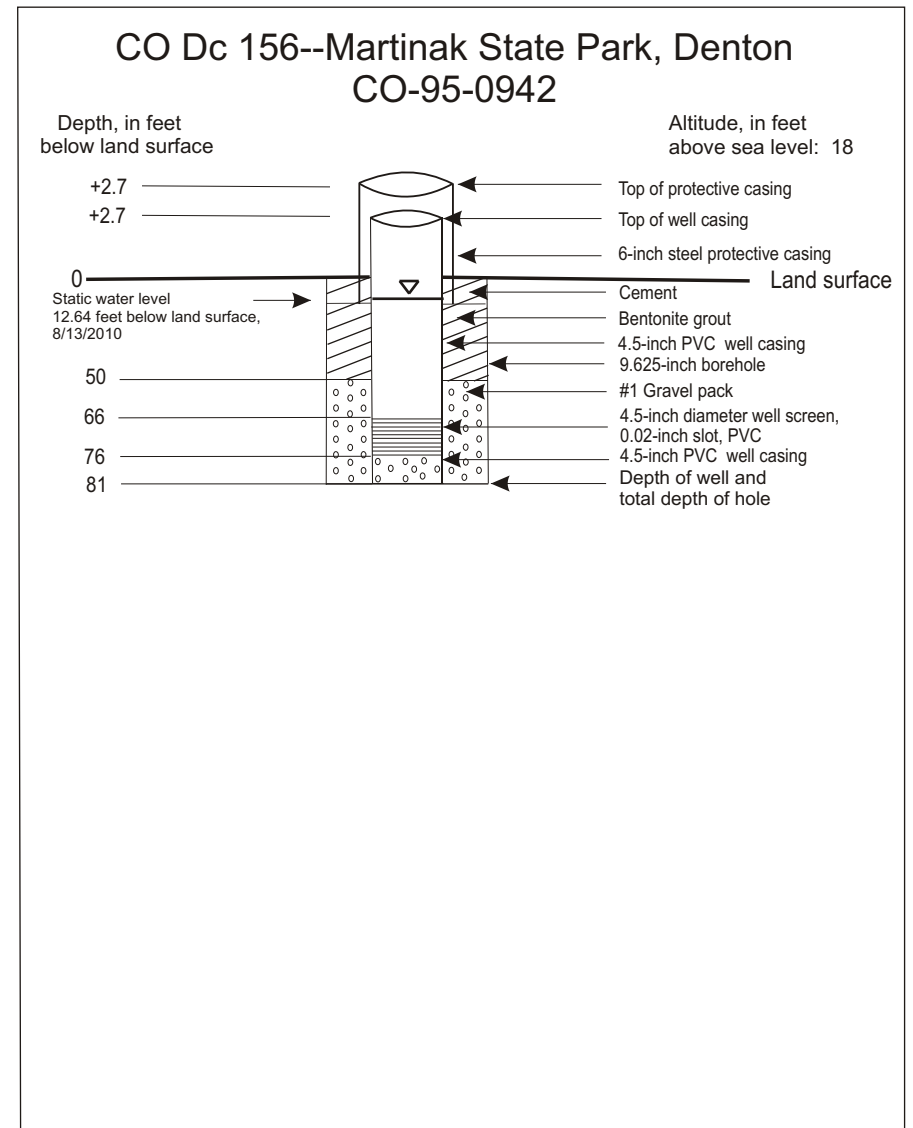 CO Dc 156--Martinak State Park, Denton
CO-95-0942
Depth, in feet
below land surface
Altitude, in feet
above sea level: 18
+2.7
Top of protective casing
+2.7
Top of well casing
6-inch steel protective casing
0
Land surface
Static water level
12.64 feet below land surface,
8/13/2010
Cement
Bentonite grout
4.5-inch PVC well casing
9.625-inch borehole
50
#1 Gravel pack
66
4.5-inch diameter well screen,
0.02-inch slot, PVC
76
4.5-inch PVC well casing
81
Depth of well and
total depth of hole